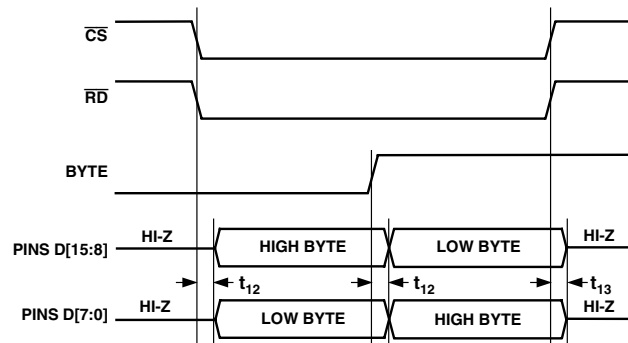 CS
RD
BYTE
PINS D[15:8] HI-Z HIGH BYTE LOW BYTE HI-Z
t12 t12 t13
PINS D[7:0] HI-Z LOW BYTE HIGH BYTE HI-Z